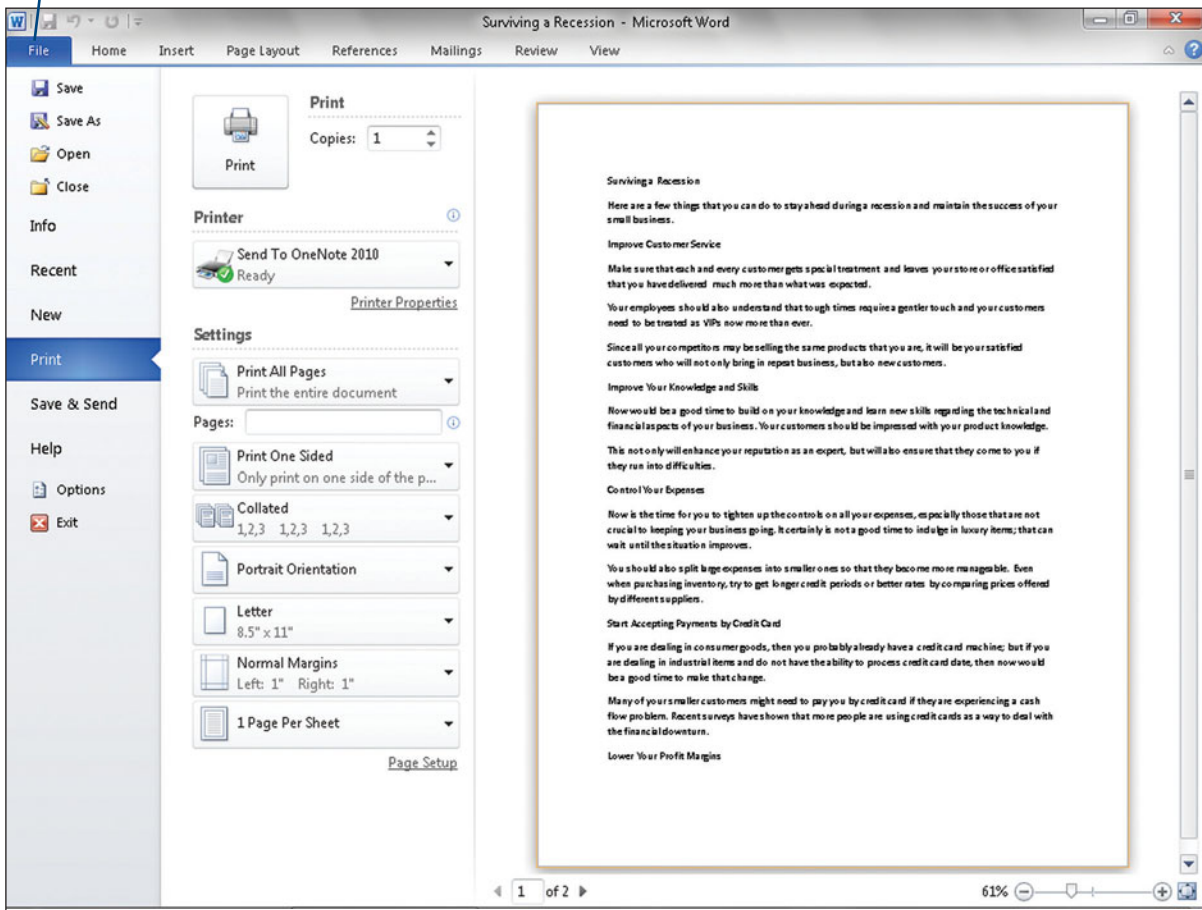 Surviving a Recession - Microsoft Word
File Home Insert Page Layout References Mailings Review View
Save
Save As
Open
Close
Info
Recent
New
Print
Save & Send
Help
Options
Exit
Print
Print
Copies: 1
Printer
Send To OneNote 2010
Ready
Printer Properties
Settings
Print All Pages
Print the entire document
Pages:
Print One Sided
Only print on one side of the p...
Collated
1,2,3 1,2,3 1,2,3
Portrait Orientation
Letter
8.5" x 11"
Normal Margins
Left: 1" Right: 1"
1 Page Per Sheet
Page Setup
Surviving a Recession
Here are a few things that you can do to stay ahead during a recession and maintain the success of your
small business.
Improve Customer Service
Make sure that each and every customer gets special treatment and leaves your store or office satisfied
that you have delivered much more than what was expected.
Your employees should also understand that tough times require a gentler touch and your customers
need to be treated as VIPs now more than ever.
Since all your competitors may be selling the same products that you are, it will be your satisfied
customers who will not only bring in repeat business, but also new customers.
Improve Your Knowledge and Skills
Now would be a good time to build on your knowledge and learn new skills regarding the technical and
financial aspects of your business. Your customers should be impressed with your product knowledge.
This not only will enhance your reputation as an expert, but will also ensure that they come to you if
they run into difficulties.
Control Your Expenses
Now is the time for you to tighten up the controls on all your expenses, especially those that are not
crucial to keeping your business going. It certainly is not a good time to indulge in luxury items; that can
wait until the situation improves.
You should also split large expenses into smaller ones so that they become more manageable. Even
when purchasing inventory, try to get longer credit periods or better rates by comparing prices offered
by different suppliers.
Start Accepting Payments by Credit Card
If you are dealing in consumer goods, then you probably already have a credit card machine; but if you
are dealing in industrial items and do not have the ability to process credit card date, then now would
be a good time to make that change.
Many of your smaller customers might need to pay you by credit card if they are experiencing a cash
flow problem. Recent surveys have shown that more people are using credit cards as a way to deal with
the financial downturn.
Lower Your Profit Margins
1 of 2
61%